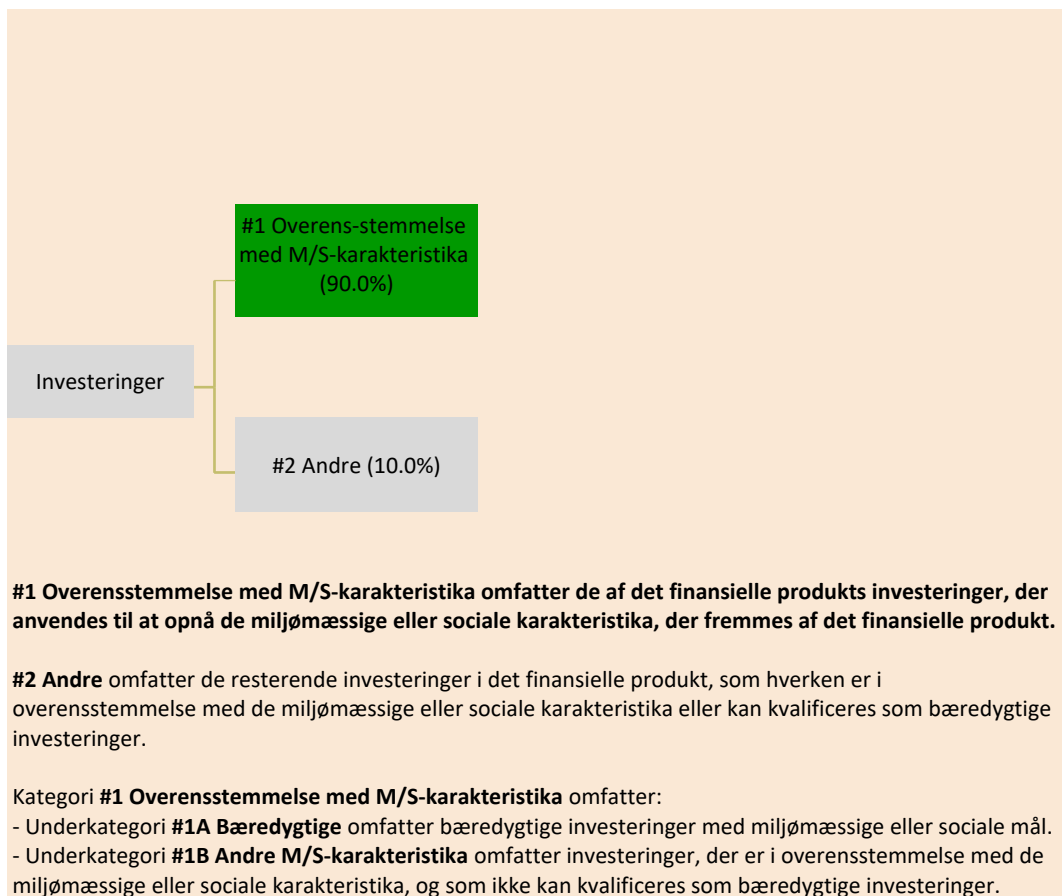 #1 Overens-stemmelse
med M/S-karakteristika
(90.0%)
Investeringer
#2 Andre (10.0%)
#1 Overensstemmelse med M/S-karakteristika omfatter de af det finansielle produkts investeringer, der
anvendes til at opnå de miljømæssige eller sociale karakteristika, der fremmes af det finansielle produkt.
#2 Andre omfatter de resterende investeringer i det finansielle produkt, som hverken er i
overensstemmelse med de miljømæssige eller sociale karakteristika eller kan kvalificeres som bæredygtige
investeringer.
Kategori #1 Overensstemmelse med M/S-karakteristika omfatter:
- Underkategori #1A Bæredygtige omfatter bæredygtige investeringer med miljømæssige eller sociale mål.
- Underkategori #1B Andre M/S-karakteristika omfatter investeringer, der er i overensstemmelse med de
miljømæssige eller sociale karakteristika, og som ikke kan kvalificeres som bæredygtige investeringer.